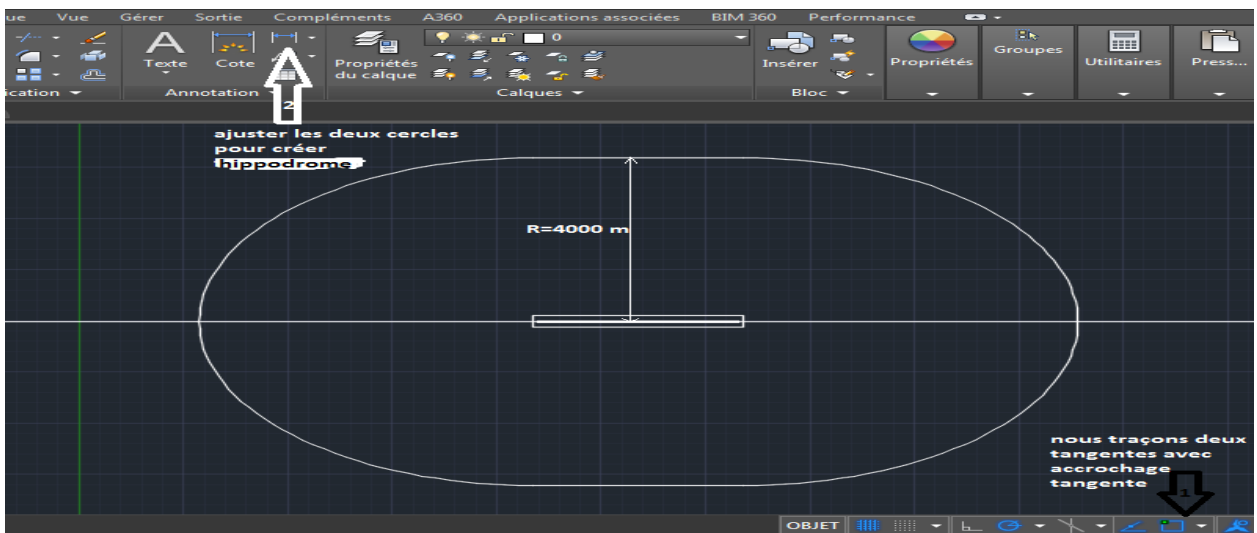 ue Vue Gérer Sortie Compléments A360 Applications associées BIM 360 Performance
0
Texte Cote Propriétés du calque Insérer Propriétés Groupes Utilitaires Press...
ication Annotation Calques Bloc
2
ajuster les deux cercles
pour créer
hippodrome
R=4000 m
nous traçons deux
tangentes avec
accrochage
tangente
1
OBJET